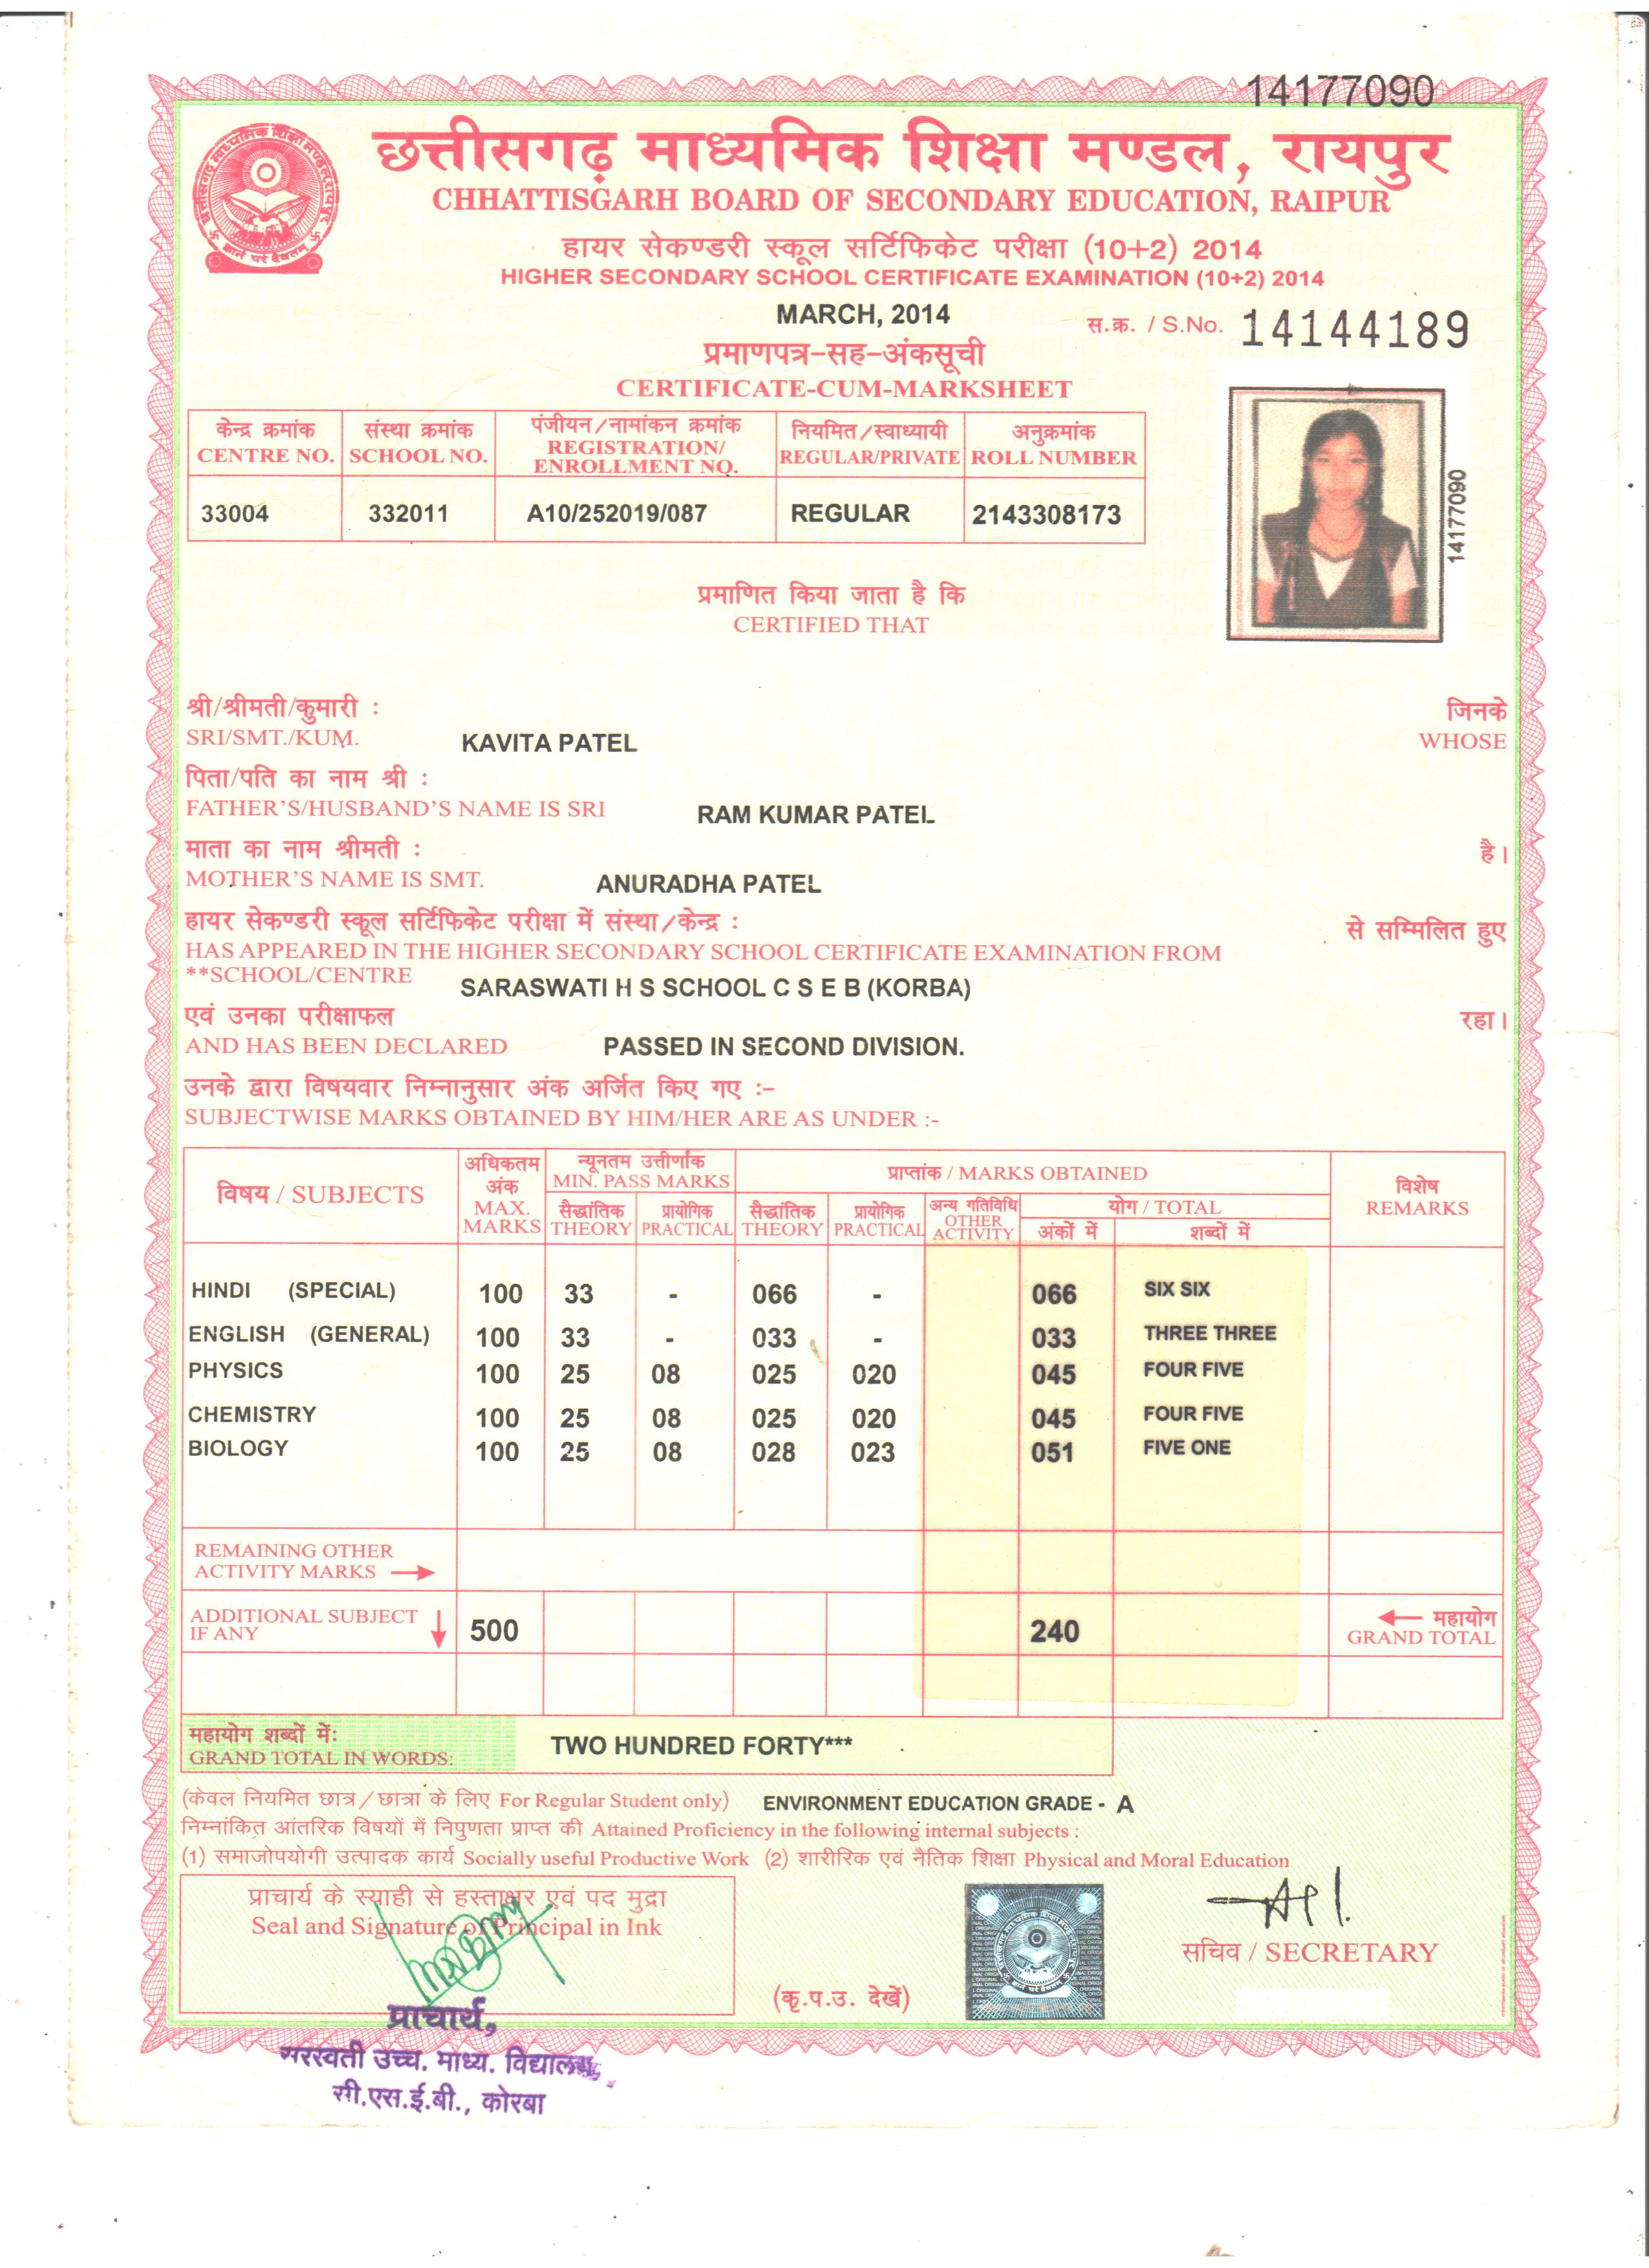 14177090
छत्तीसगढ़ माध्यमिक शिक्षा मण्डल, रायपुर
CHHATTISGARH BOARD OF SECONDARY EDUCATION, RAIPUR
हायर सेकण्डरी स्कूल सर्टिफिकेट परीक्षा (10+2) 2014
HIGHER SECONDARY SCHOOL CERTIFICATE EXAMINATION (10+2) 2014
MARCH, 2014
स.क्र. / S.No. 14144189
प्रमाणपत्र-सह-अंकसूची
CERTIFICATE-CUM-MARKSHEET
केन्द्र क्रमांक संस्था क्रमांक पंजीयन/नामांकन क्रमांक नियमित/स्वाध्यायी अनुक्रमांक
CENTRE NO. SCHOOL NO. REGISTRATION/ ENROLLMENT NO. REGULAR/PRIVATE ROLL NUMBER
33004 332011 A10/252019/087 REGULAR 2143308173
14177090
प्रमाणित किया जाता है कि
CERTIFIED THAT
श्री/श्रीमती/कुमारी : जिनके
SRI/SMT./KUM. KAVITA PATEL WHOSE
पिता/पति का नाम श्री :
FATHER'S/HUSBAND'S NAME IS SRI RAM KUMAR PATEL
माता का नाम श्रीमती : है।
MOTHER'S NAME IS SMT. ANURADHA PATEL
हायर सेकण्डरी स्कूल सर्टिफिकेट परीक्षा में संस्था/केन्द्र : से सम्मिलित हुए
HAS APPEARED IN THE HIGHER SECONDARY SCHOOL CERTIFICATE EXAMINATION FROM
**SCHOOL/CENTRE SARASWATI H S SCHOOL C S E B (KORBA)
एवं उनका परीक्षाफल रहा।
AND HAS BEEN DECLARED PASSED IN SECOND DIVISION.
उनके द्वारा विषयवार निम्नानुसार अंक अर्जित किए गए :-
SUBJECTWISE MARKS OBTAINED BY HIM/HER ARE AS UNDER :-
विषय / SUBJECTS अधिकतम अंक MAX. MARKS न्यूनतम उत्तीर्णांक MIN. PASS MARKS प्राप्तांक / MARKS OBTAINED विशेष REMARKS
सैद्धांतिक THEORY प्रायोगिक PRACTICAL सैद्धांतिक THEORY प्रायोगिक PRACTICAL अन्य गतिविधि OTHER ACTIVITY योग / TOTAL
अंकों में शब्दों में
HINDI (SPECIAL) 100 33 - 066 - 066 SIX SIX
ENGLISH (GENERAL) 100 33 - 033 - 033 THREE THREE
PHYSICS 100 25 08 025 020 045 FOUR FIVE
CHEMISTRY 100 25 08 025 020 045 FOUR FIVE
BIOLOGY 100 25 08 028 023 051 FIVE ONE
REMAINING OTHER
ACTIVITY MARKS →
ADDITIONAL SUBJECT IF ANY ↓ 500 240 ← महायोग GRAND TOTAL
महायोग शब्दों में:
GRAND TOTAL IN WORDS: TWO HUNDRED FORTY***
(केवल नियमित छात्र/छात्रा के लिए For Regular Student only) ENVIRONMENT EDUCATION GRADE - A
निम्नांकित आंतरिक विषयों में निपुणता प्राप्त की Attained Proficiency in the following internal subjects :
(1) समाजोपयोगी उत्पादक कार्य Socially useful Productive Work (2) शारीरिक एवं नैतिक शिक्षा Physical and Moral Education
प्राचार्य के स्याही से हस्ताक्षर एवं पद मुद्रा
Seal and Signature of Principal in Ink
सचिव / SECRETARY
(कृ.प.उ. देखें)
प्राचार्य,
सरस्वती उच्च. माध्य. विद्यालय,
सी.एस.ई.बी., कोरबा